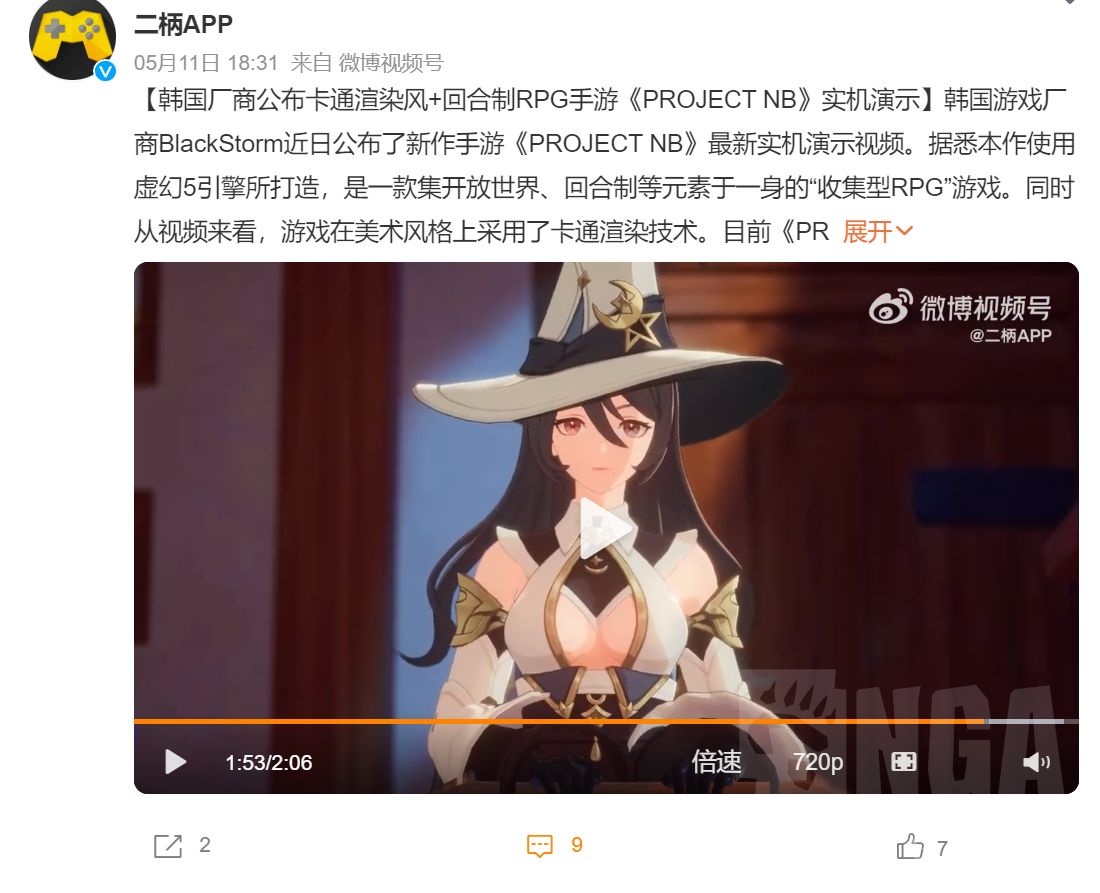 二柄APP
05月11日 18:31 来自 微博视频号
【韩国厂商公布卡通渲染风+回合制RPG手游《PROJECT NB》实机演示】韩国游戏厂
商BlackStorm近日公布了新作手游《PROJECT NB》最新实机演示视频。据悉本作使用
虚幻5引擎所打造，是一款集开放世界、回合制等元素于一身的“收集型RPG”游戏。同时
从视频来看，游戏在美术风格上采用了卡通渲染技术。目前《PR 展开
微博视频号
@二柄APP
NGA
1:53/2:06 倍速 720p
2 9 7